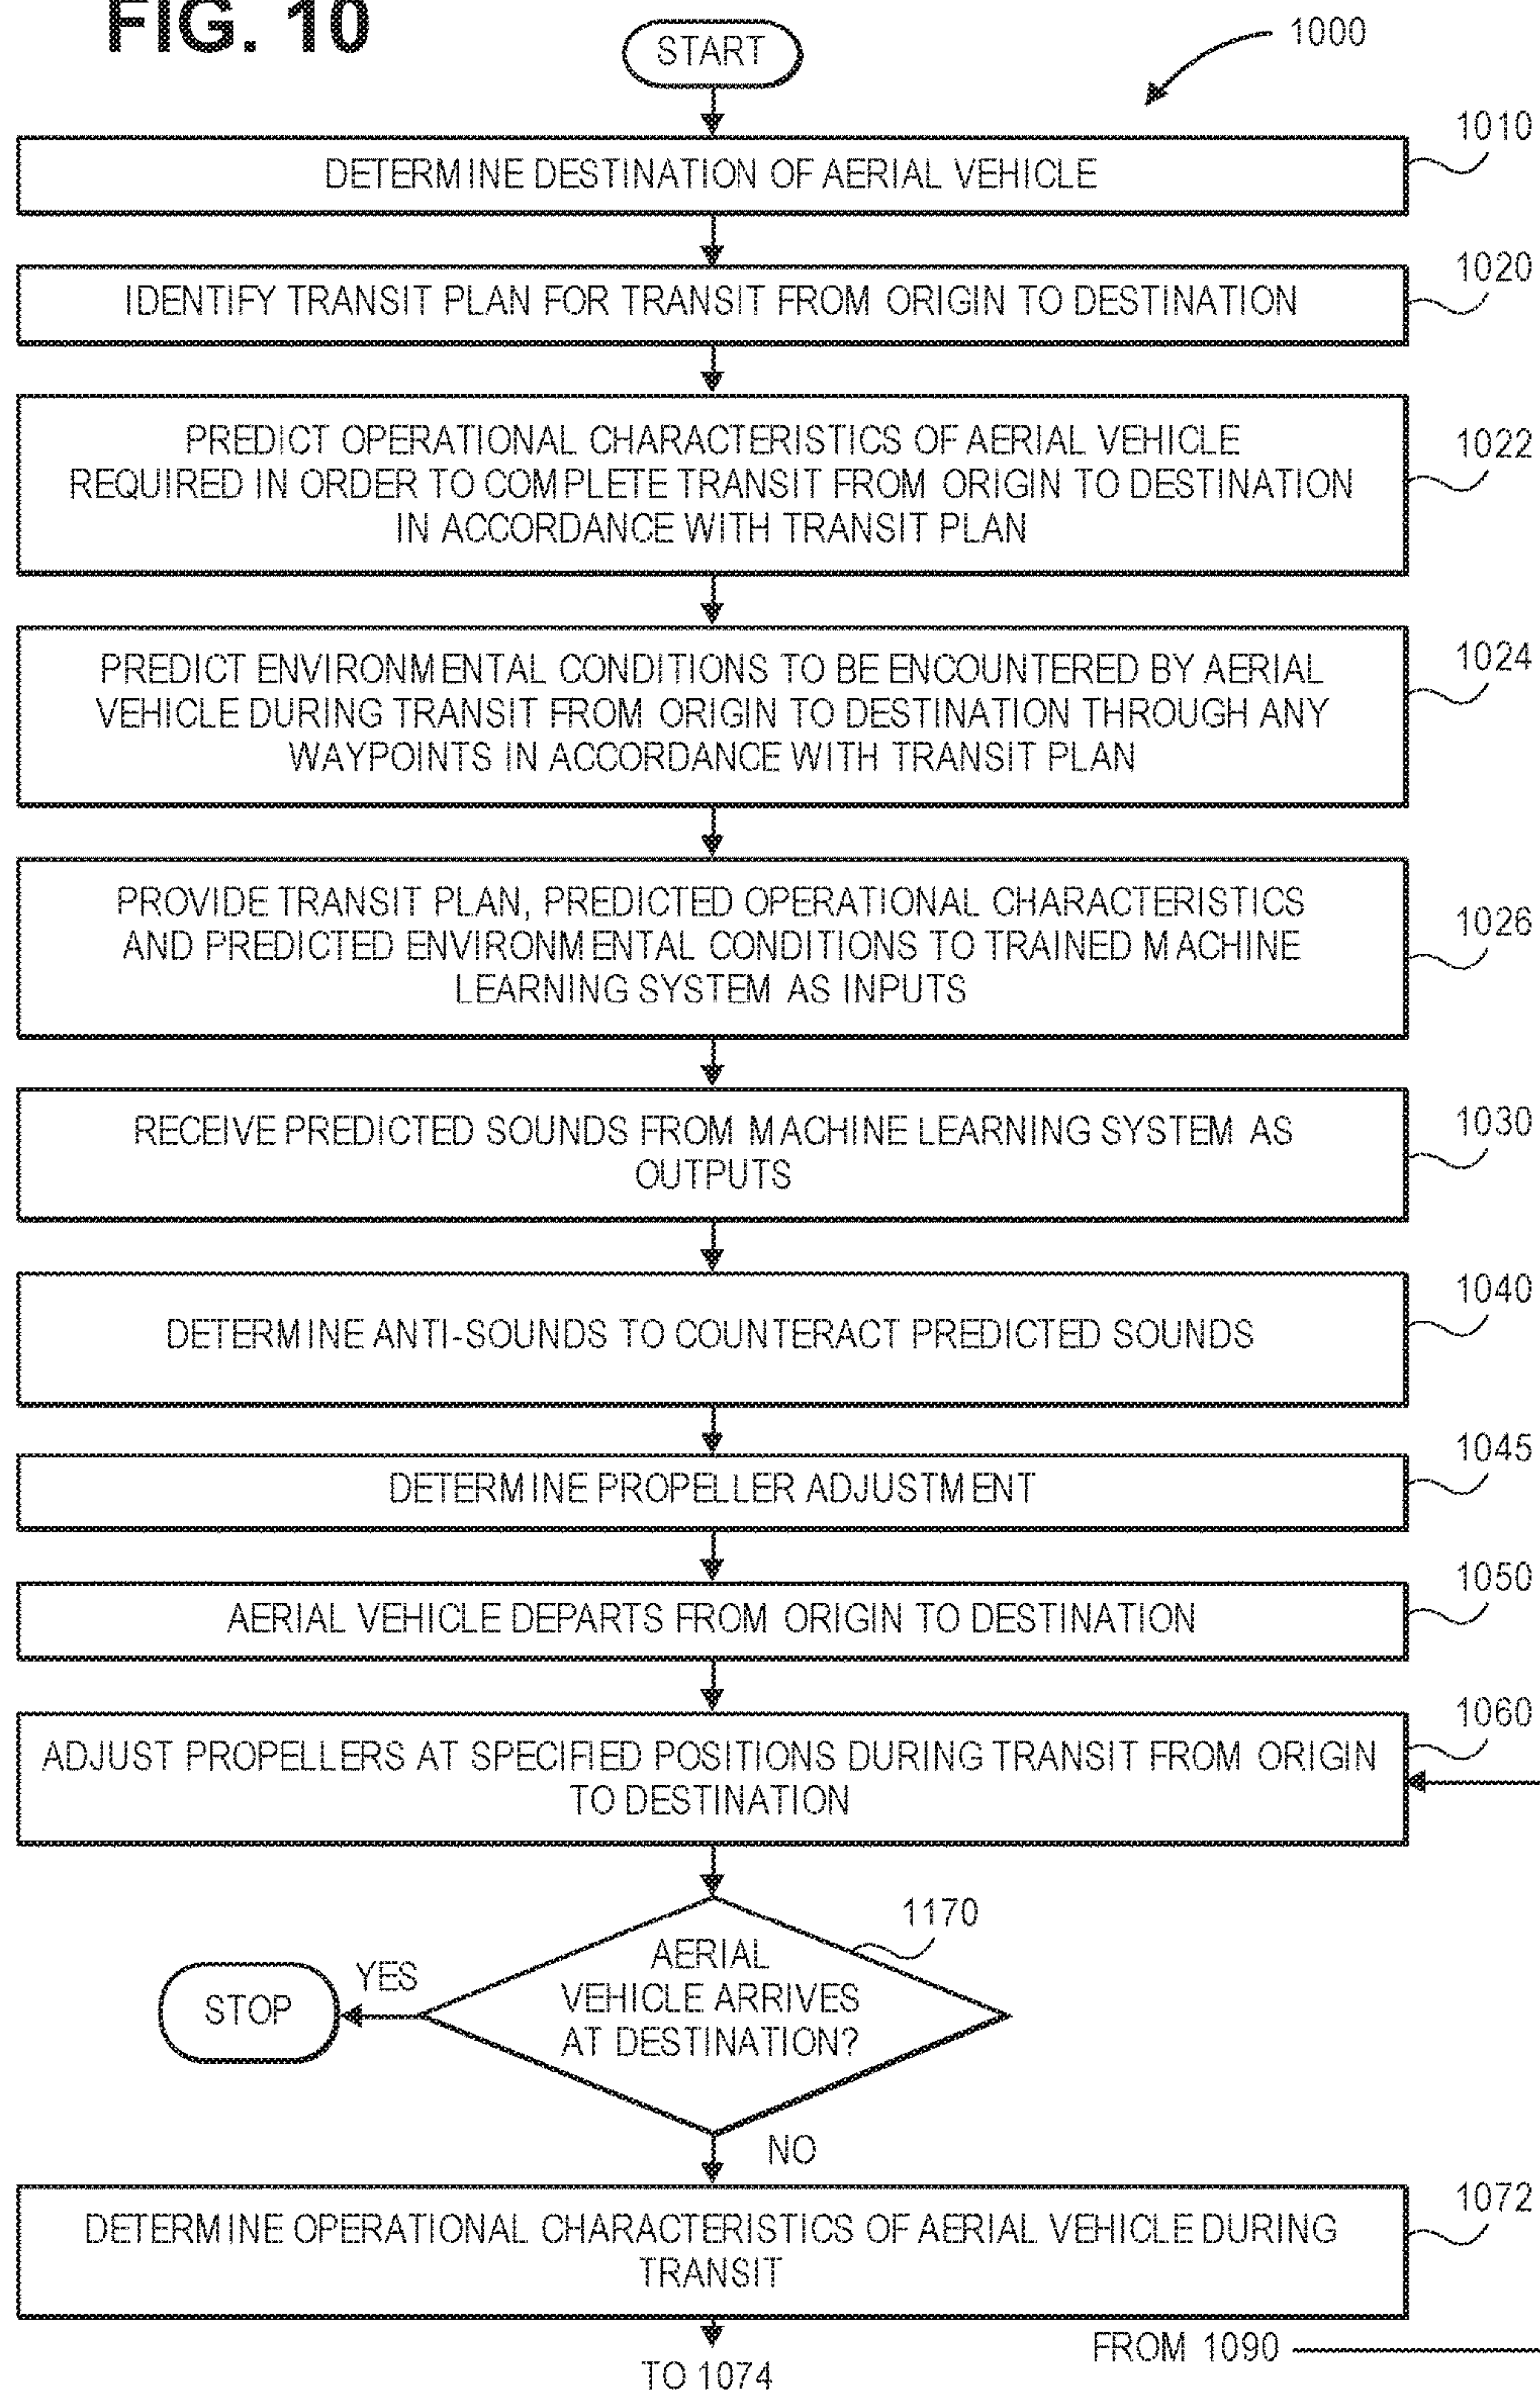 FIG. 10
START
1000
1010
DETERMINE DESTINATION OF AERIAL VEHICLE
1020
IDENTIFY TRANSIT PLAN FOR TRANSIT FROM ORIGIN TO DESTINATION
1022
PREDICT OPERATIONAL CHARACTERISTICS OF AERIAL VEHICLE
REQUIRED IN ORDER TO COMPLETE TRANSIT FROM ORIGIN TO DESTINATION
IN ACCORDANCE WITH TRANSIT PLAN
1024
PREDICT ENVIRONMENTAL CONDITIONS TO BE ENCOUNTERED BY AERIAL
VEHICLE DURING TRANSIT FROM ORIGIN TO DESTINATION THROUGH ANY
WAYPOINTS IN ACCORDANCE WITH TRANSIT PLAN
1026
PROVIDE TRANSIT PLAN, PREDICTED OPERATIONAL CHARACTERISTICS
AND PREDICTED ENVIRONMENTAL CONDITIONS TO TRAINED MACHINE
LEARNING SYSTEM AS INPUTS
1030
RECEIVE PREDICTED SOUNDS FROM MACHINE LEARNING SYSTEM AS
OUTPUTS
1040
DETERMINE ANTI-SOUNDS TO COUNTERACT PREDICTED SOUNDS
1045
DETERMINE PROPELLER ADJUSTMENT
1050
AERIAL VEHICLE DEPARTS FROM ORIGIN TO DESTINATION
1060
ADJUST PROPELLERS AT SPECIFIED POSITIONS DURING TRANSIT FROM ORIGIN
TO DESTINATION
1170
AERIAL
VEHICLE ARRIVES
AT DESTINATION?
YES
STOP
NO
1072
DETERMINE OPERATIONAL CHARACTERISTICS OF AERIAL VEHICLE DURING
TRANSIT
FROM 1090
TO 1074